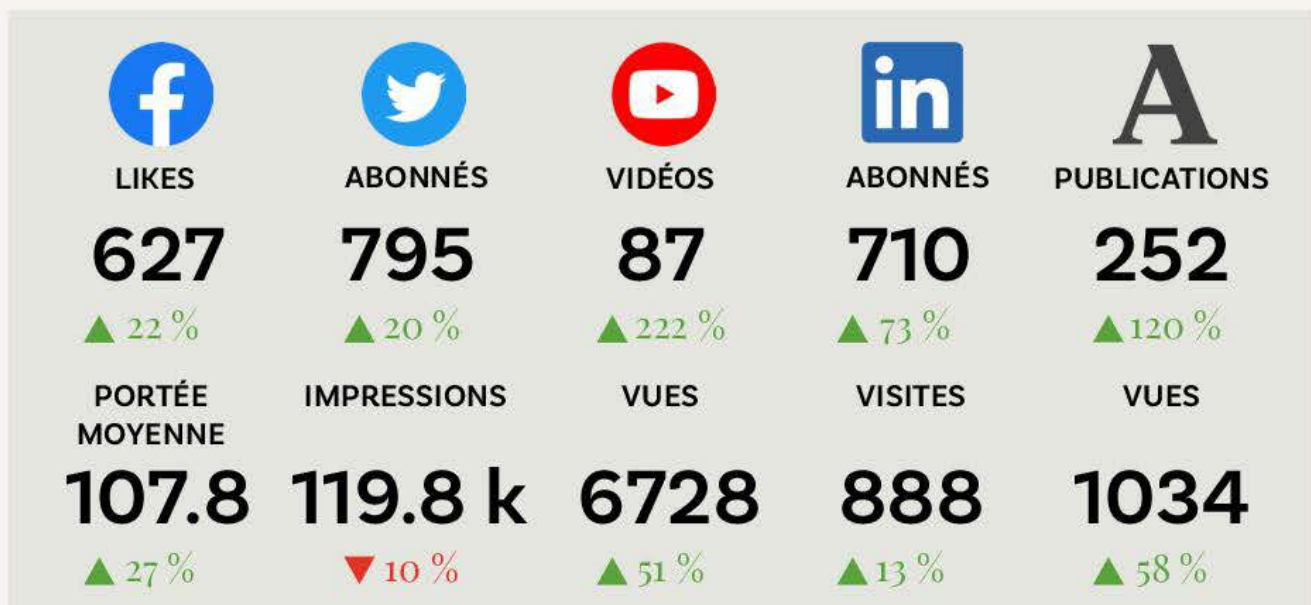 LIKES ABONNÉS VIDÉOS ABONNÉS PUBLICATIONS
627 795 87 710 252
▲ 22 % ▲ 20 % ▲ 222 % ▲ 73 % ▲ 120 %
PORTÉE IMPRESSIONS VUES VISITES VUES
MOYENNE
107.8 119.8 k 6728 888 1034
▲ 27 % ▼ 10 % ▲ 51 % ▲ 13 % ▲ 58 %